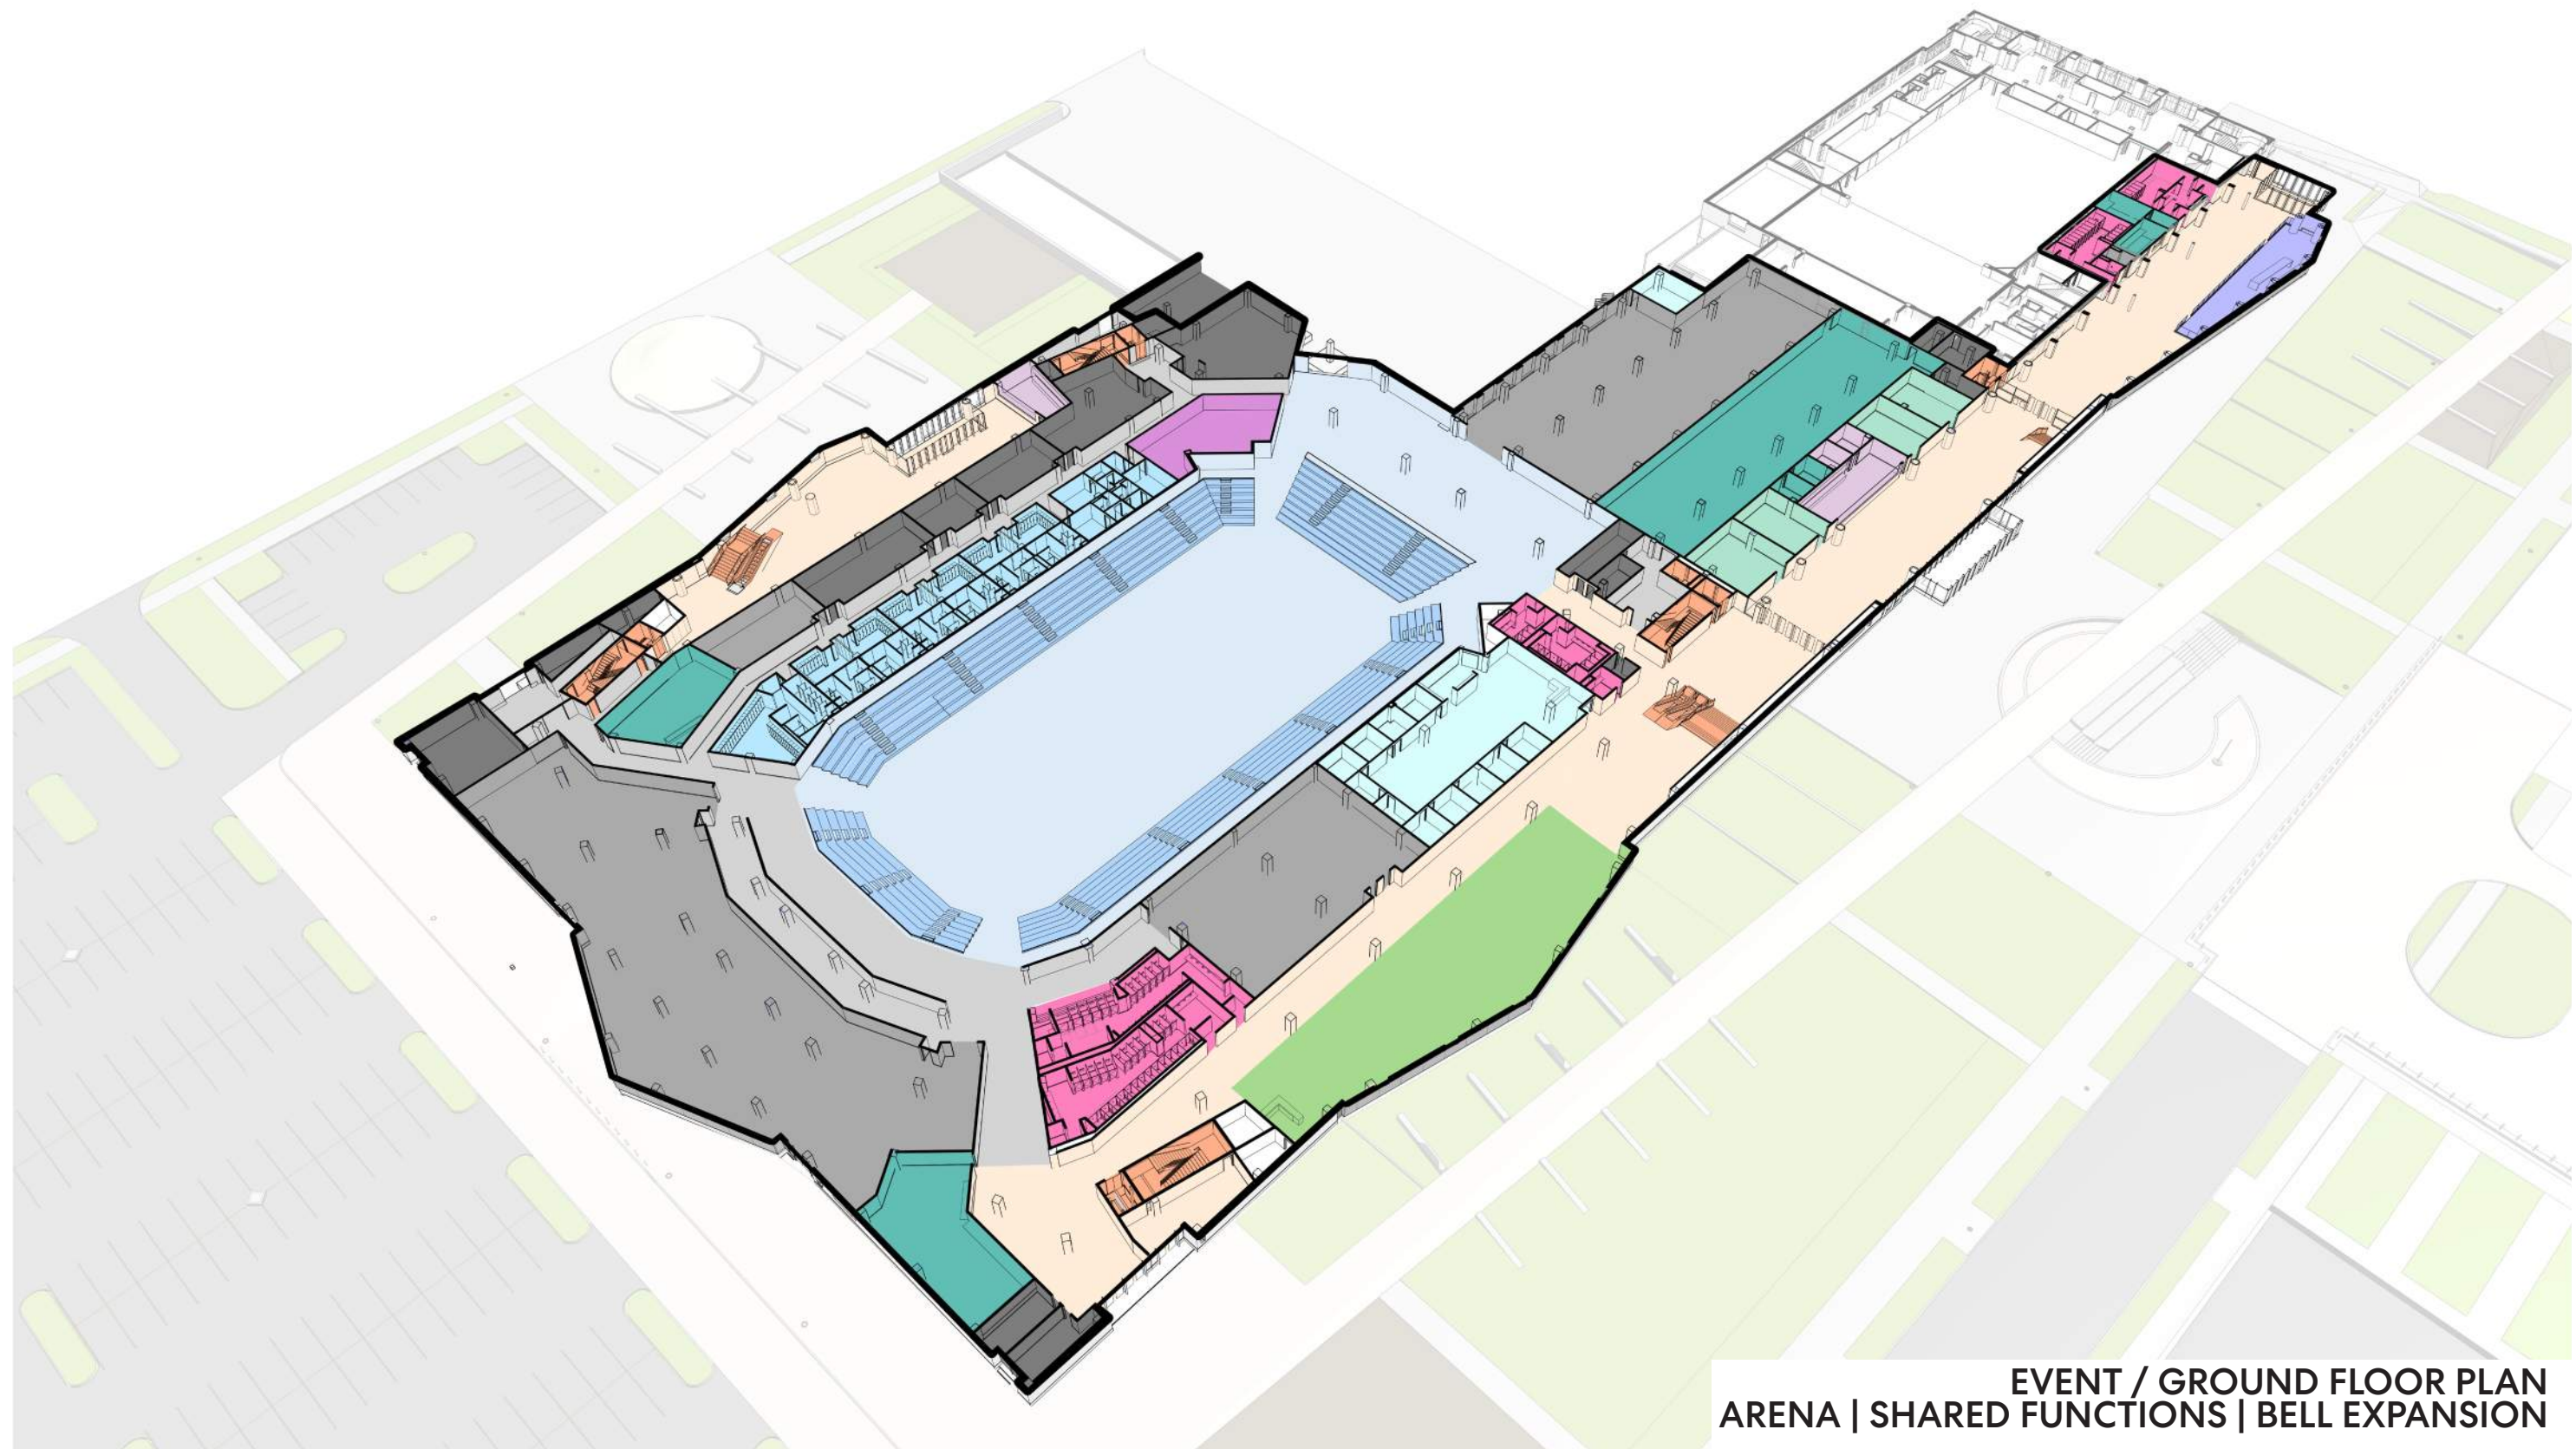 EVENT / GROUND FLOOR PLAN
ARENA | SHARED FUNCTIONS | BELL EXPANSION